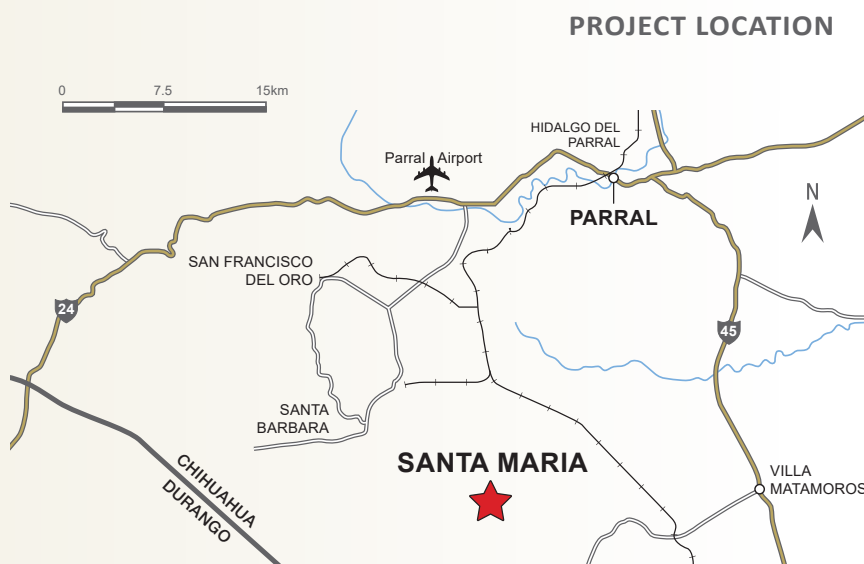 PROJECT LOCATION
0 7.5 15km
HIDALGO DEL
PARRAL
Parral Airport
PARRAL
N
SAN FRANCISCO
DEL ORO
24
45
SANTA
BARBARA
SANTA MARIA
CHIHUAHUA
DURANGO
VILLA
MATAMOROS